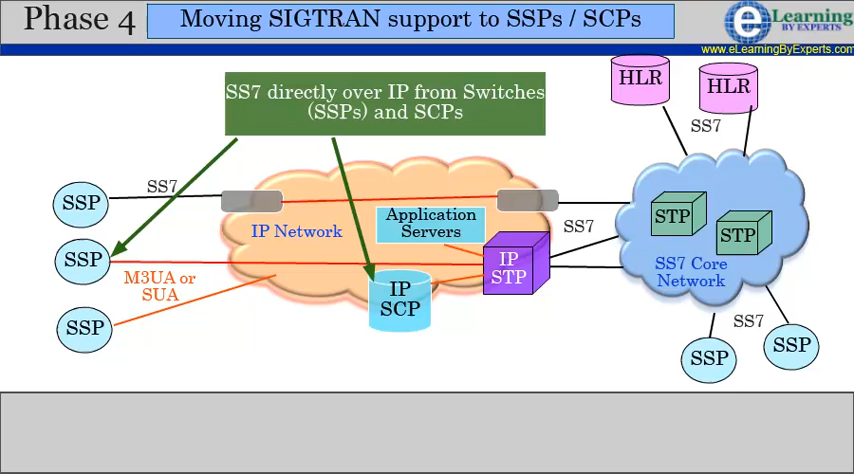 Phase 4
Moving SIGTRAN support to SSPs / SCPs
eLearning
BY EXPERTS
www.eLearningByExperts.com
SS7 directly over IP from Switches
(SSPs) and SCPs
HLR
HLR
SS7
SSP
SS7
Application
Servers
IP Network
SS7
STP
STP
SSP
IP
STP
SS7 Core
Network
M3UA or
SUA
IP
SCP
SSP
SS7
SSP
SSP